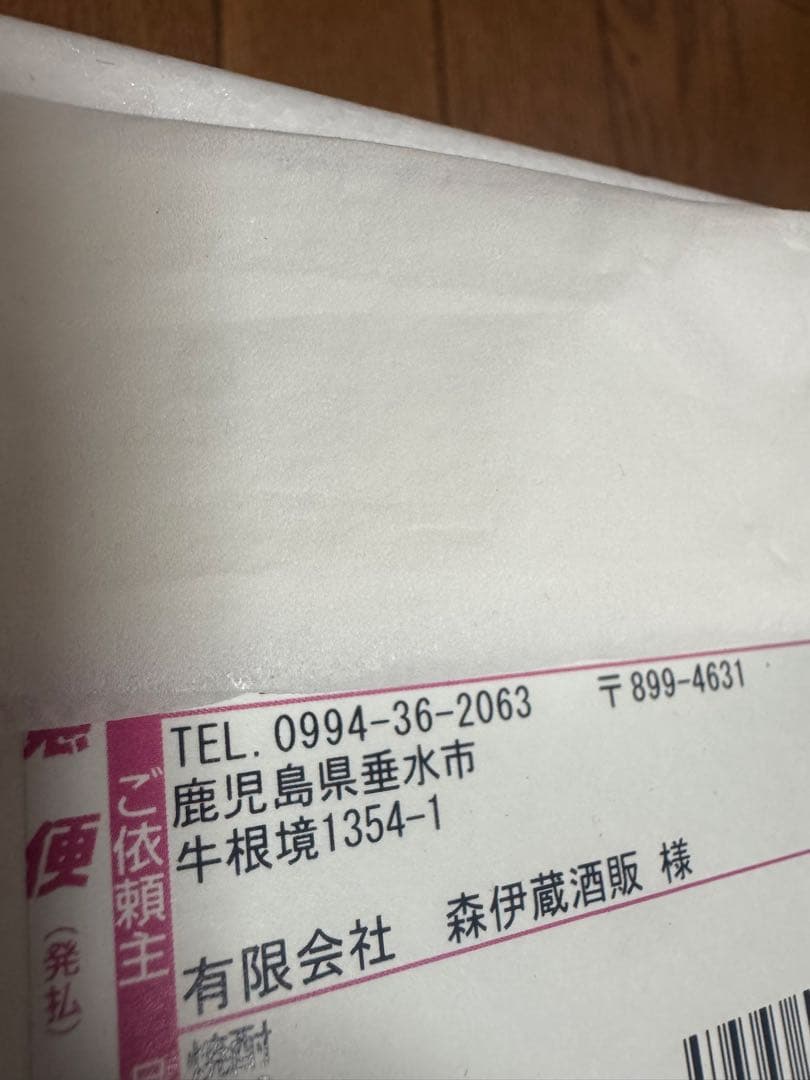 TEL. 0994-36-2063 〒899-4631
鹿児島県垂水市
牛根境1354-1
有限会社 森伊蔵酒販 様
ご依頼主
便
(発払)
焼酎